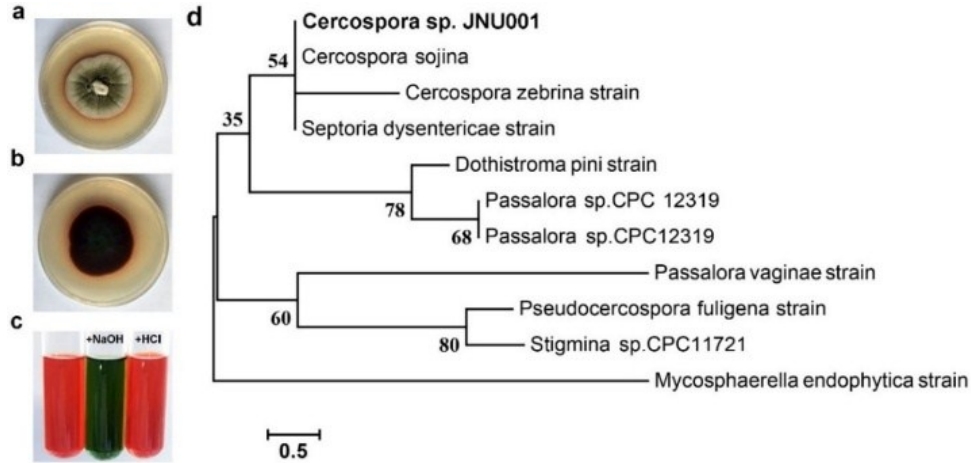 a
b
c
+NaOH +HCl
d
Cercospora sp. JNU001
54
Cercospora sojina
Cercospora zebrina strain
35
Septoria dysentericae strain
Dothistroma pini strain
78
Passalora sp.CPC 12319
68
Passalora sp.CPC12319
Passalora vaginae strain
60
Pseudocercospora fuligena strain
80
Stigmina sp.CPC11721
Mycosphaerella endophytica strain
0.5